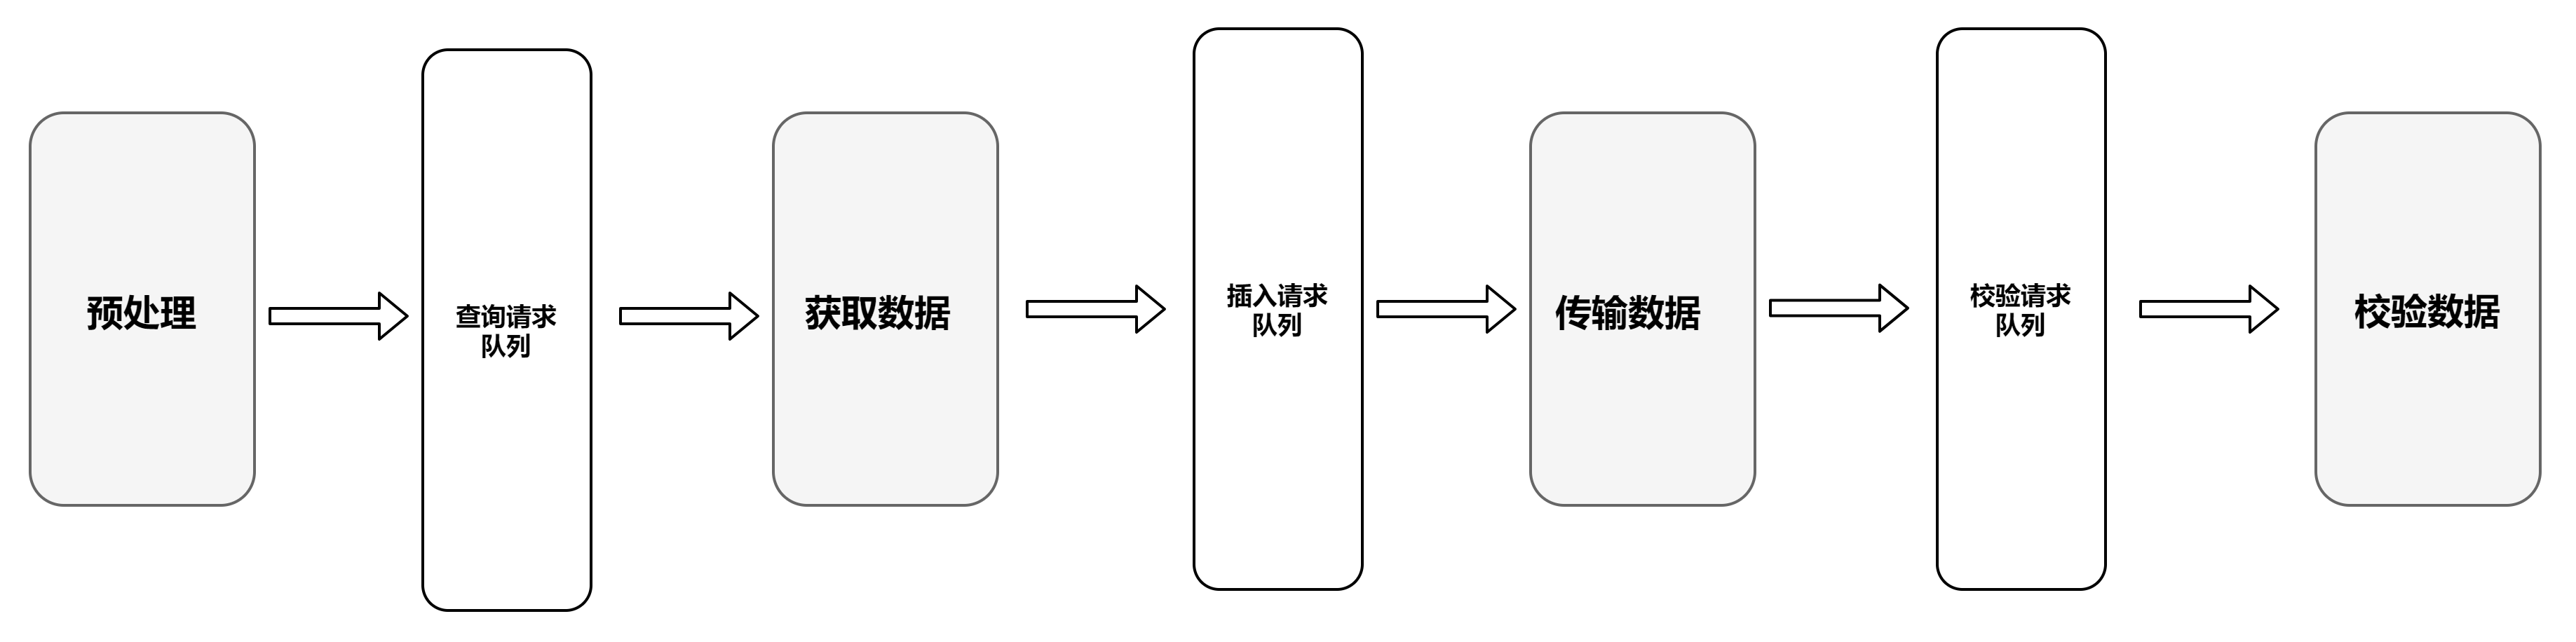 预处理
查询请求
队列
获取数据
插入请求
队列
传输数据
校验请求
队列
校验数据